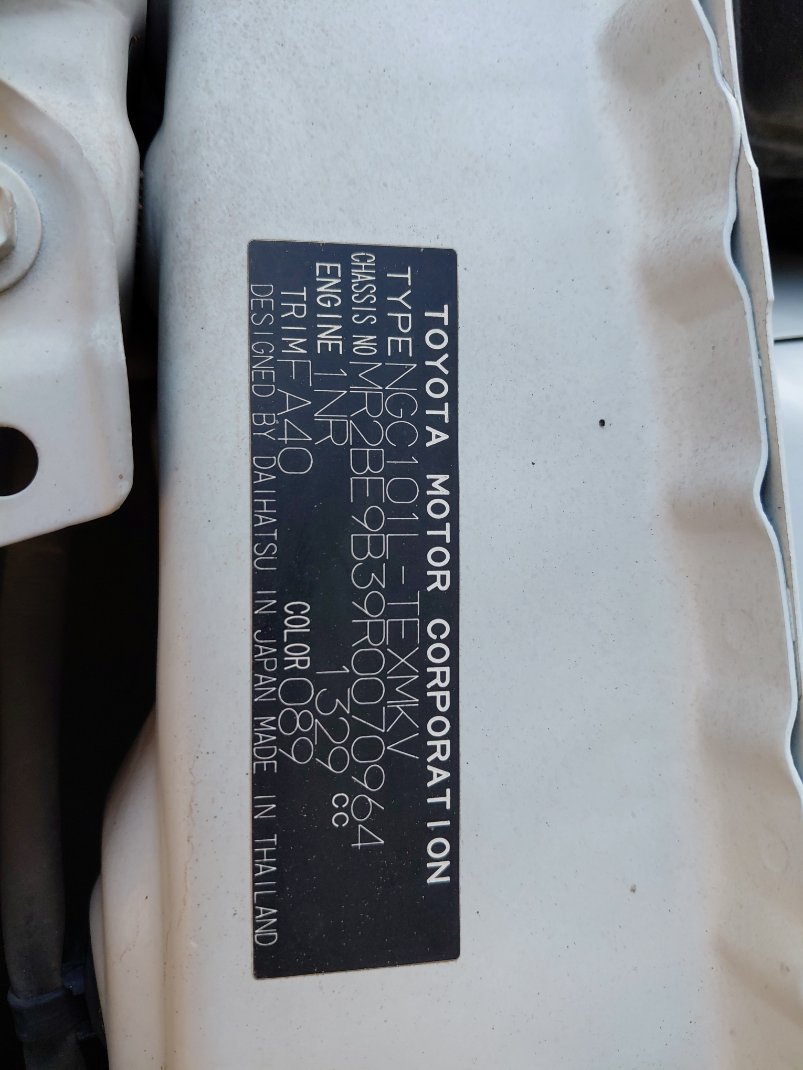 TOYOTA MOTOR CORPORATION
TYPE NGC101L-TEXMKV
CHASSIS NO MR2BE9B39R0070964
ENGINE 1NR 1329 cc
TRIM FA40 COLOR 089
DESIGNED BY DAIHATSU IN JAPAN MADE IN THAILAND